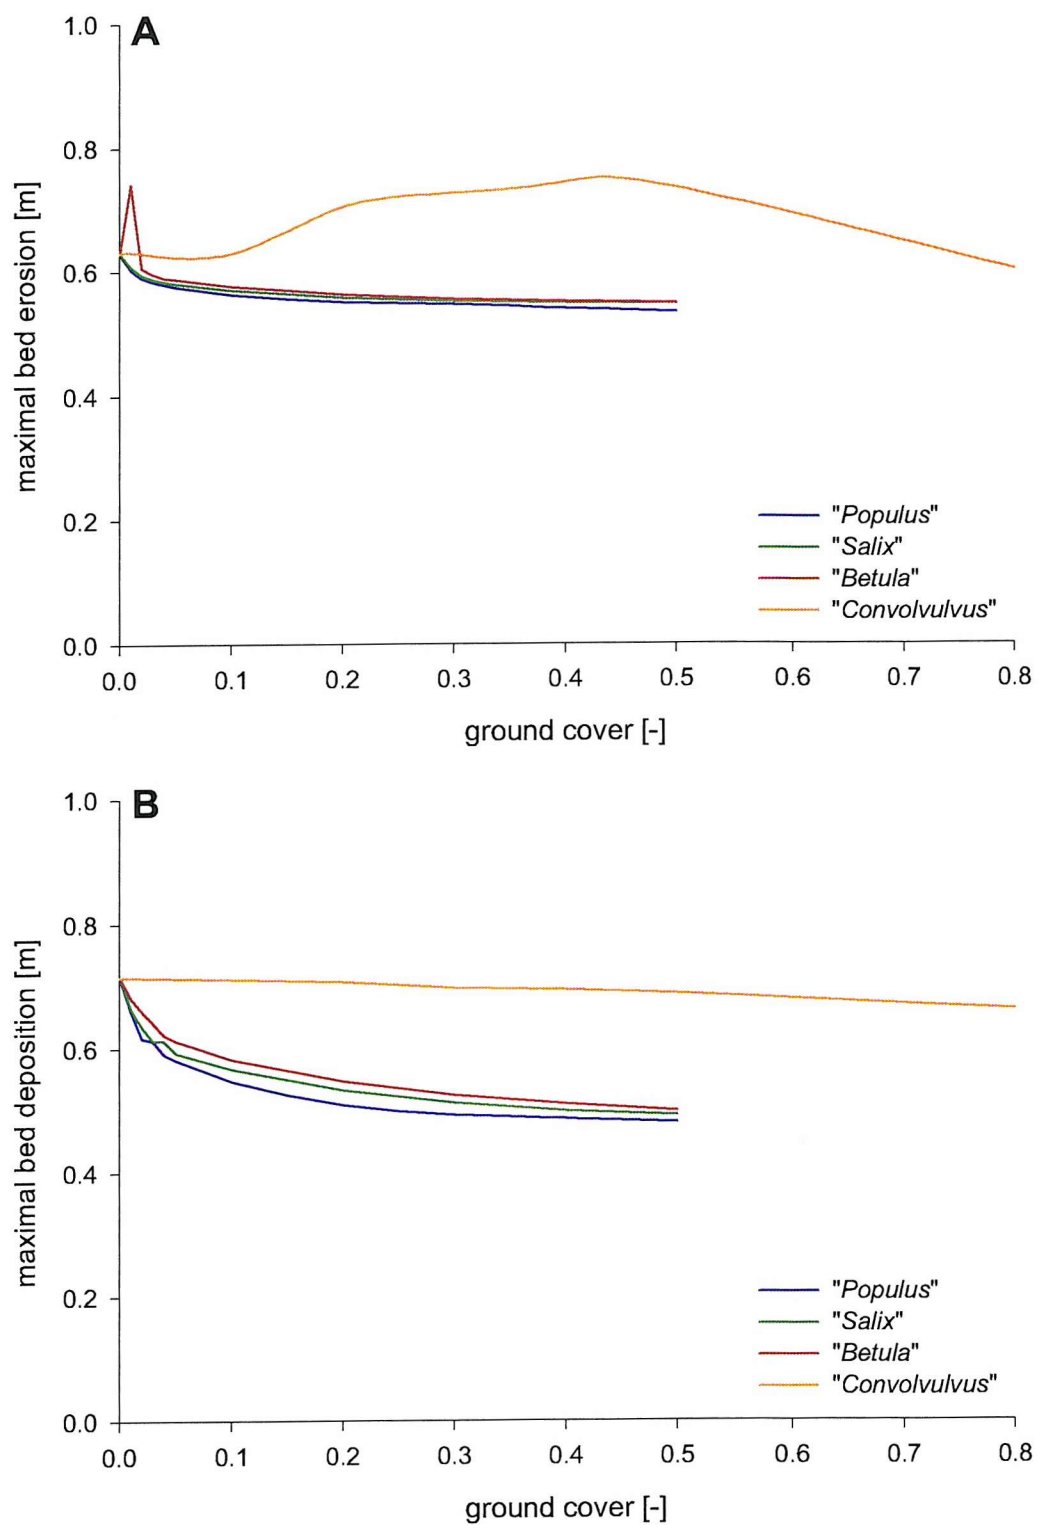 A
1.0
0.8
0.6
0.4
0.2
0.0
maximal bed erosion [m]
"Populus"
"Salix"
"Betula"
"Convolvulvus"
0.0 0.1 0.2 0.3 0.4 0.5 0.6 0.7 0.8
ground cover [-]
B
1.0
0.8
0.6
0.4
0.2
0.0
maximal bed deposition [m]
"Populus"
"Salix"
"Betula"
"Convolvulvus"
0.0 0.1 0.2 0.3 0.4 0.5 0.6 0.7 0.8
ground cover [-]